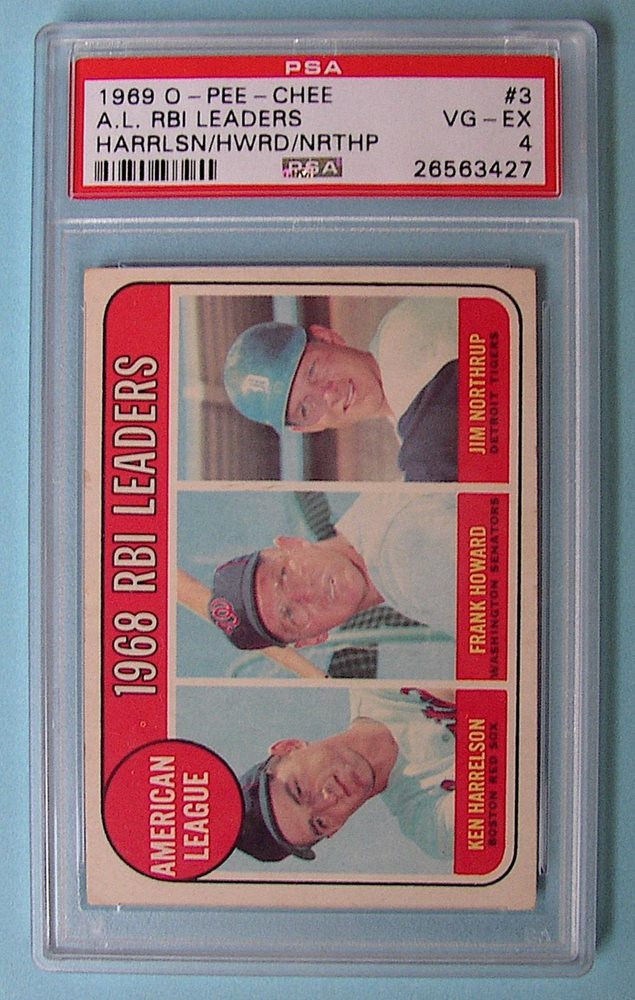 PSA
1969 O-PEE-CHEE #3
A.L. RBI LEADERS VG-EX
HARRLSN/HWRD/NRTHP 4
PSA 26563427
1968 RBI LEADERS
AMERICAN
LEAGUE
KEN HARRELSON
BOSTON RED SOX
FRANK HOWARD
WASHINGTON SENATORS
JIM NORTHRUP
DETROIT TIGERS